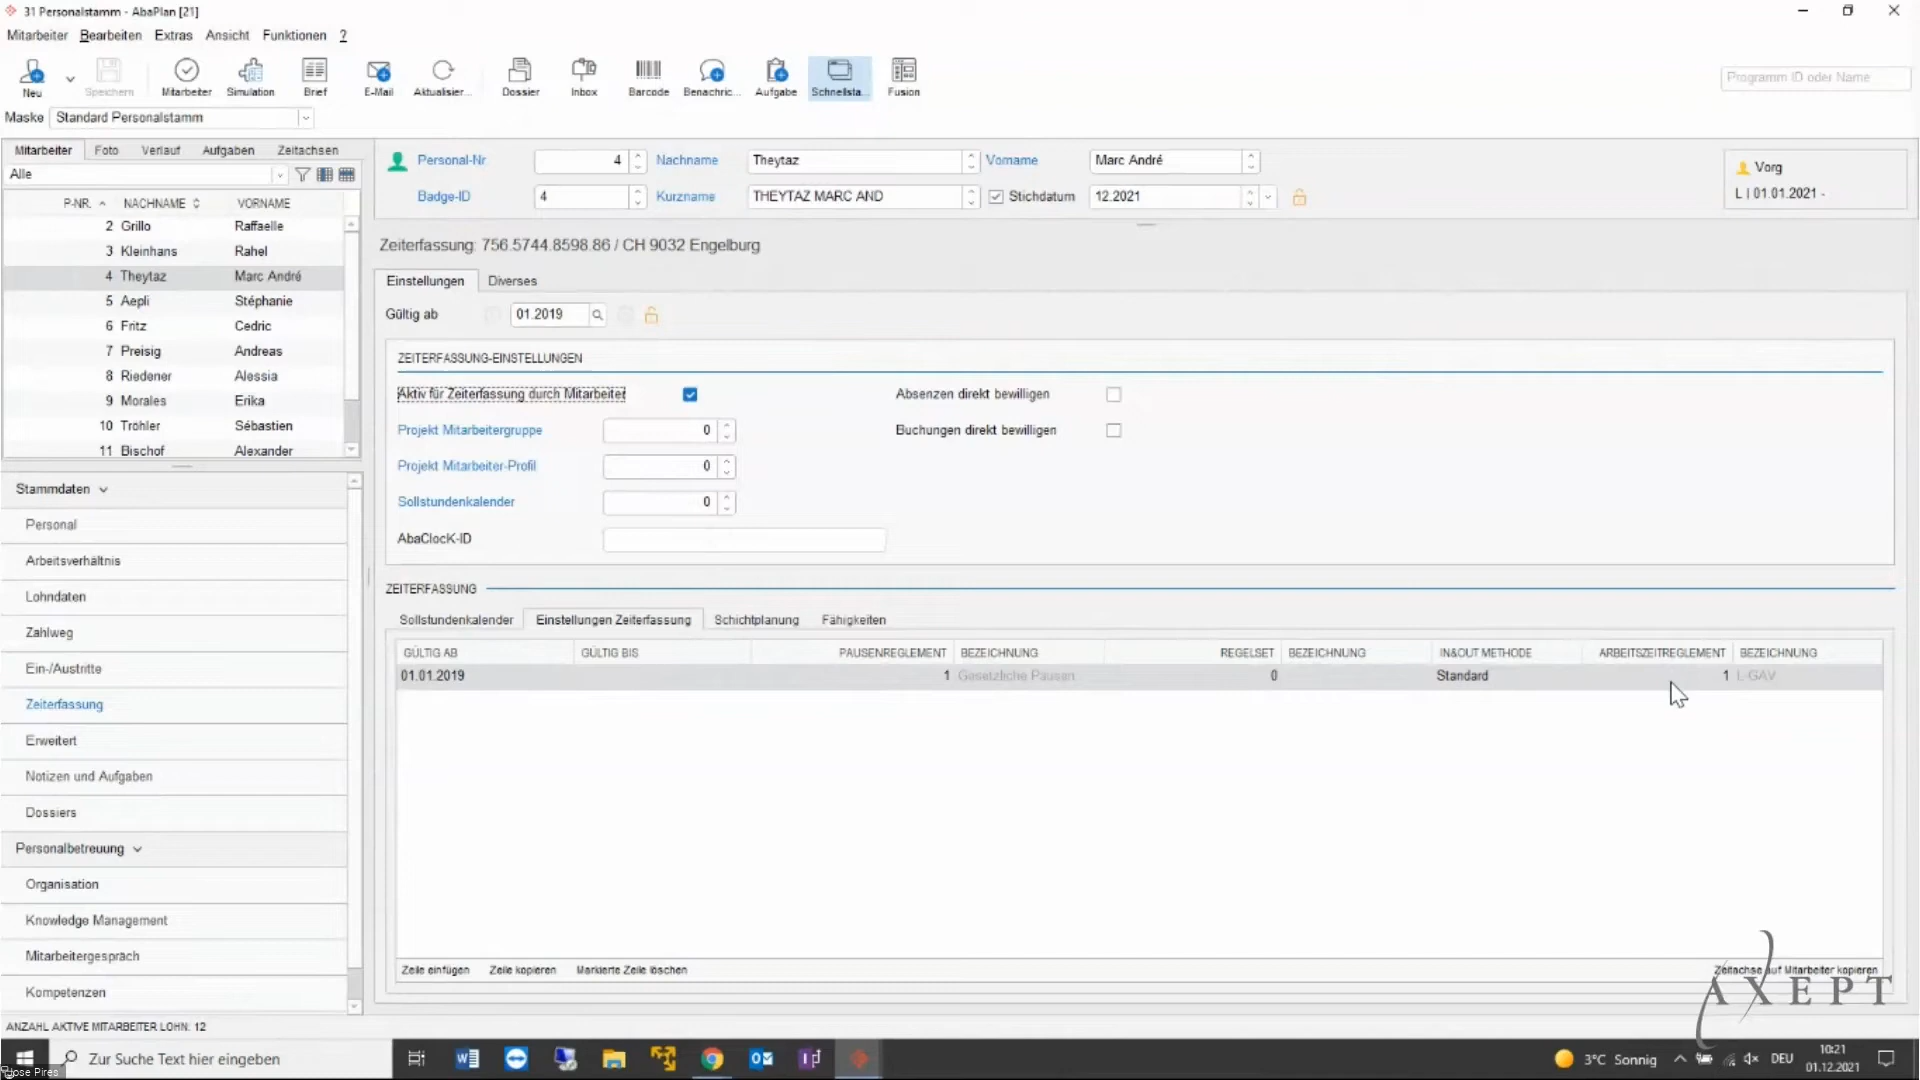 31 Personalstamm - AbaPlan [21]
Mitarbeiter Bearbeiten Extras Ansicht Funktionen ?
Neu Speichern Mitarbeiter Simulation Brief E-Mail Aktualisier... Dossier Inbox Barcode Benachric... Aufgabe Schnellsta... Fusion
Programm ID oder Name
Maske Standard Personalstamm
Mitarbeiter Foto Verlauf Aufgaben Zeitachsen
Alle
P-NR. NACHNAME VORNAME
2 Grillo Raffaelle
3 Kleinhans Rahel
4 Theytaz Marc André
5 Aepli Stéphanie
6 Fritz Cedric
7 Preisig Andreas
8 Riedener Alessia
9 Morales Erika
10 Tröhler Sébastien
11 Bischof Alexander
Stammdaten
Personal
Arbeitsverhältnis
Lohndaten
Zahlweg
Ein-/Austritte
Zeiterfassung
Erweitert
Notizen und Aufgaben
Dossiers
Personalbetreuung
Organisation
Knowledge Management
Mitarbeitergespräch
Kompetenzen
ANZAHL AKTIVE MITARBEITER LOHN: 12
Personal-Nr 4 Nachname Theytaz Vorname Marc André
Badge-ID 4 Kurzname THEYTAZ MARC AND Stichdatum 12.2021
Vorg
L | 01.01.2021 -
Zeiterfassung: 756.5744.8598.86 / CH 9032 Engelburg
Einstellungen Diverses
Gültig ab 01.2019
ZEITERFASSUNG-EINSTELLUNGEN
Aktiv für Zeiterfassung durch Mitarbeiter Absenzen direkt bewilligen
Projekt Mitarbeitergruppe 0 Buchungen direkt bewilligen
Projekt Mitarbeiter-Profil 0
Sollstundenkalender 0
AbaClocK-ID
ZEITERFASSUNG
Sollstundenkalender Einstellungen Zeiterfassung Schichtplanung Fähigkeiten
GÜLTIG AB GÜLTIG BIS PAUSENREGLEMENT BEZEICHNUNG REGELSET BEZEICHNUNG IN&OUT METHODE ARBEITSZEITREGLEMENT BEZEICHNUNG
01.01.2019 1 Gesetzliche Pausen 0 Standard 1 L-GAV
Zeile einfügen Zeile kopieren Markierte Zeile löschen Zeitachse auf Mitarbeiter kopieren
AXEPT
Zur Suche Text hier eingeben
3°C Sonnig DEU 10:21
01.12.2021
Jose Pires